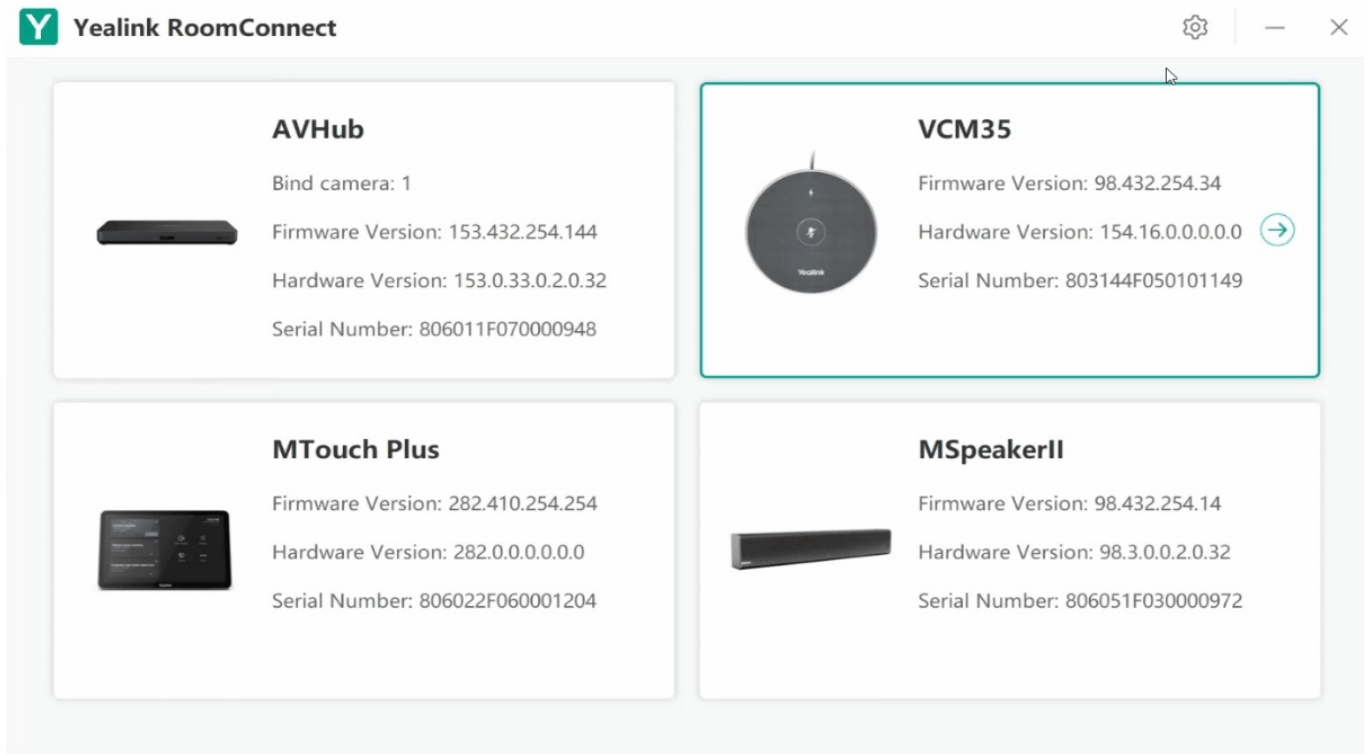 Yealink RoomConnect
AVHub
Bind camera: 1
Firmware Version: 153.432.254.144
Hardware Version: 153.0.33.0.2.0.32
Serial Number: 806011F070000948
VCM35
Firmware Version: 98.432.254.34
Hardware Version: 154.16.0.0.0.0.0
Serial Number: 803144F050101149
Yealink
MTouch Plus
Firmware Version: 282.410.254.254
Hardware Version: 282.0.0.0.0.0.0
Serial Number: 806022F060001204
MSpeakerII
Firmware Version: 98.432.254.14
Hardware Version: 98.3.0.0.2.0.32
Serial Number: 806051F030000972